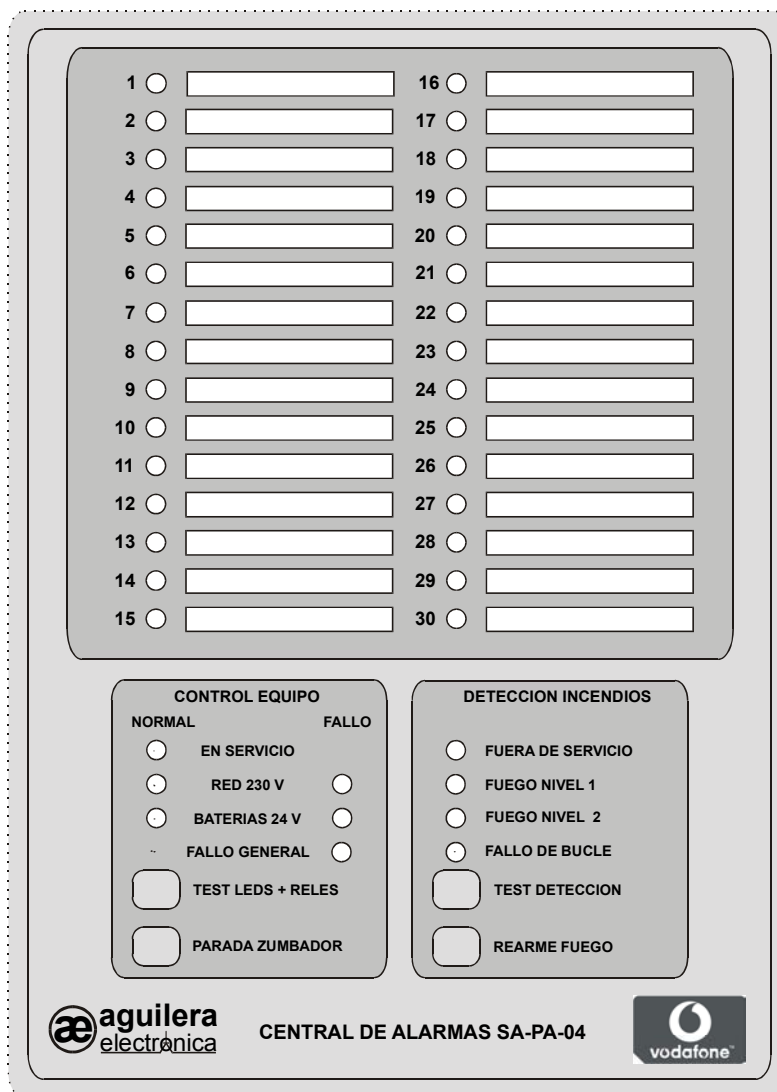 1 16
2 17
3 18
4 19
5 20
6 21
7 22
8 23
9 24
10 25
11 26
12 27
13 28
14 29
15 30
CONTROL EQUIPO
NORMAL FALLO
EN SERVICIO
RED 230 V
BATERIAS 24 V
FALLO GENERAL
TEST LEDS + RELES
PARADA ZUMBADOR
DETECCION INCENDIOS
FUERA DE SERVICIO
FUEGO NIVEL 1
FUEGO NIVEL 2
FALLO DE BUCLE
TEST DETECCION
REARME FUEGO
æ aguilera
electrónica
CENTRAL DE ALARMAS SA-PA-04
vodafone™